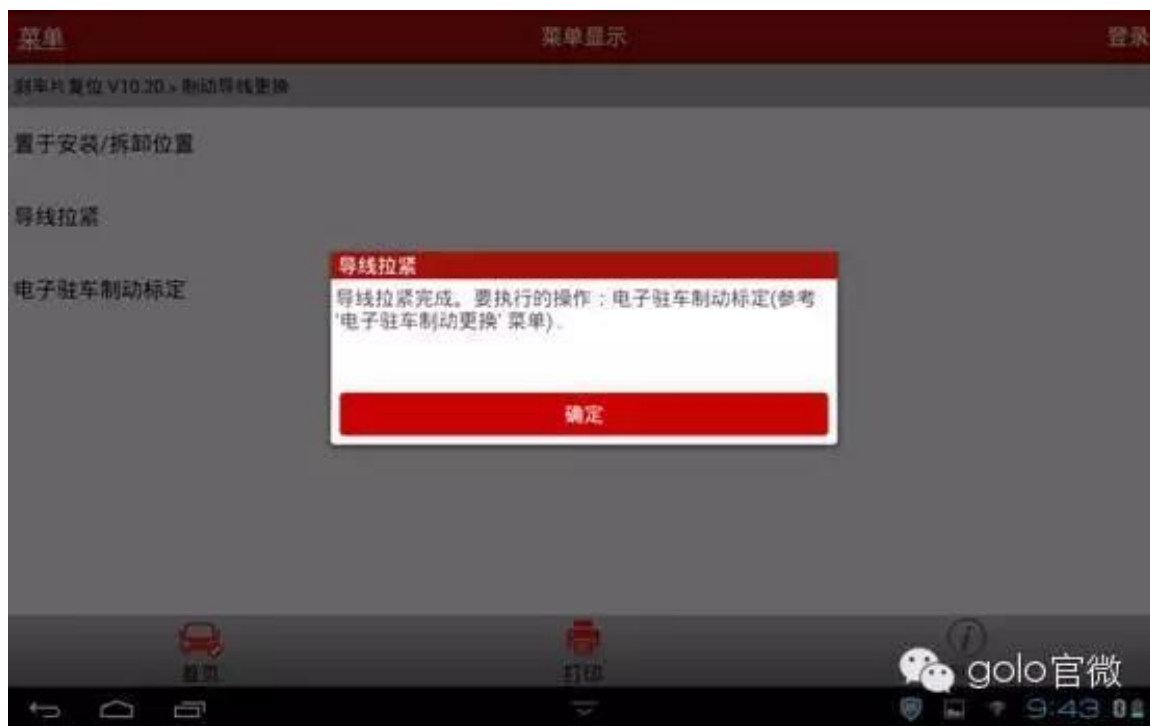 菜单 菜单显示 登录
刹车片复位 V10.20 > 制动导线更换
置于安装/拆卸位置
导线拉紧
电子驻车制动标定
导线拉紧
导线拉紧完成。要执行的操作：电子驻车制动标定(参考
'电子驻车制动更换' 菜单) .
确定
首页 打印
golo官微
9:43